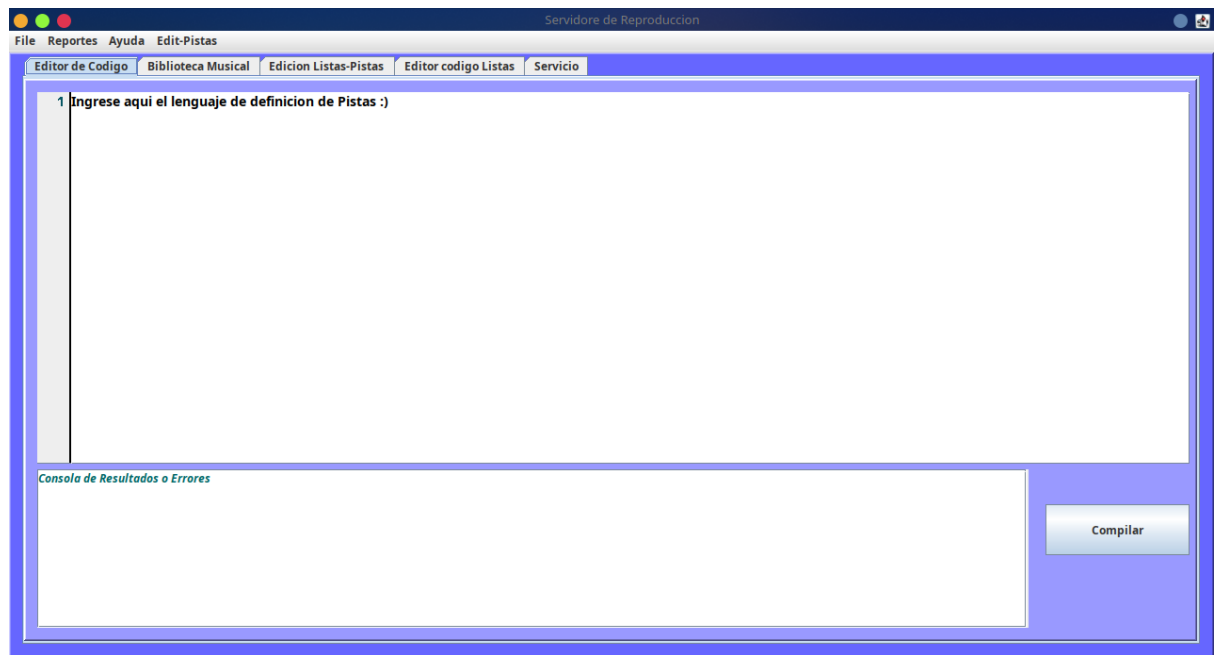 Servidore de Reproduccion
File Reportes Ayuda Edit-Pistas
Editor de Codigo Biblioteca Musical Edicion Listas-Pistas Editor codigo Listas Servicio
1 Ingrese aqui el lenguaje de definicion de Pistas :)
Consola de Resultados o Errores
Compilar